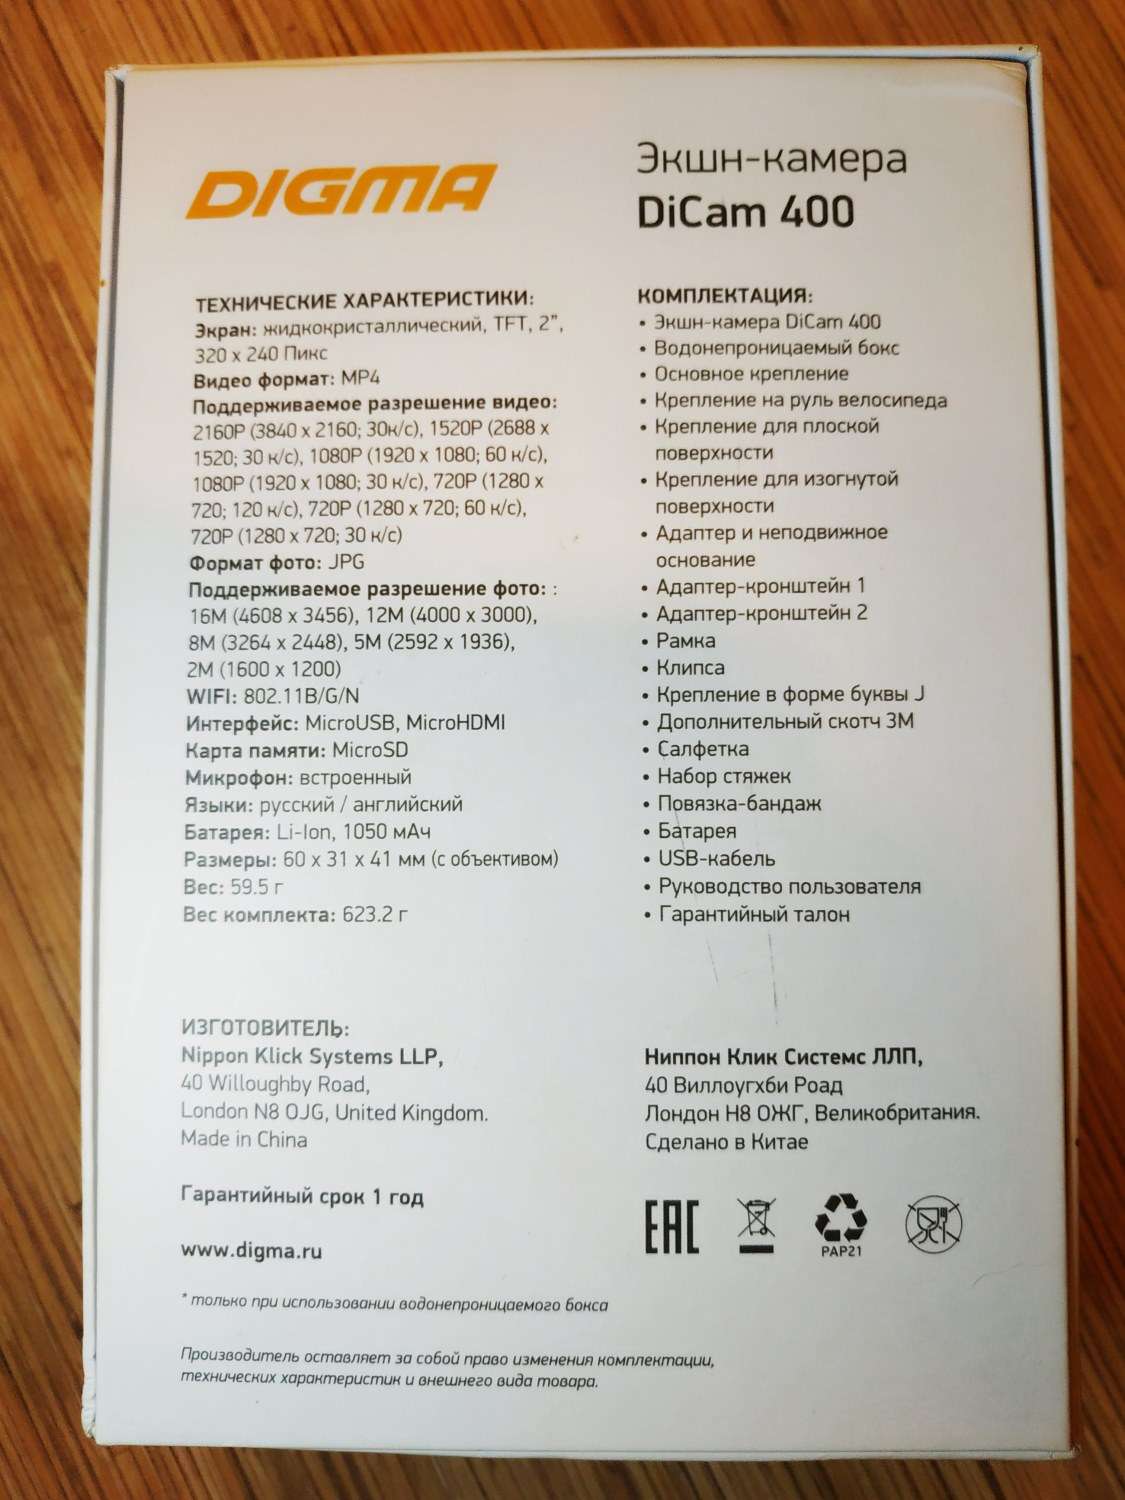 DIGMA
Экшн-камера
DiCam 400
ТЕХНИЧЕСКИЕ ХАРАКТЕРИСТИКИ:
Экран: жидкокристаллический, TFT, 2”,
320 x 240 Пикс
Видео формат: MP4
Поддерживаемое разрешение видео:
2160P (3840 x 2160; 30к/с), 1520P (2688 x
1520; 30 к/с), 1080P (1920 x 1080; 60 к/с),
1080P (1920 x 1080; 30 к/с), 720P (1280 x
720; 120 к/с), 720P (1280 x 720; 60 к/с),
720P (1280 x 720; 30 к/с)
Формат фото: JPG
Поддерживаемое разрешение фото: :
16M (4608 x 3456), 12M (4000 x 3000),
8M (3264 x 2448), 5M (2592 x 1936),
2M (1600 x 1200)
WIFI: 802.11B/G/N
Интерфейс: MicroUSB, MicroHDMI
Карта памяти: MicroSD
Микрофон: встроенный
Языки: русский / английский
Батарея: Li-Ion, 1050 мАч
Размеры: 60 x 31 x 41 мм (с объективом)
Вес: 59.5 г
Вес комплекта: 623.2 г
КОМПЛЕКТАЦИЯ:
• Экшн-камера DiCam 400
• Водонепроницаемый бокс
• Основное крепление
• Крепление на руль велосипеда
• Крепление для плоской
поверхности
• Крепление для изогнутой
поверхности
• Адаптер и неподвижное
основание
• Адаптер-кронштейн 1
• Адаптер-кронштейн 2
• Рамка
• Клипса
• Крепление в форме буквы J
• Дополнительный скотч 3М
• Салфетка
• Набор стяжек
• Повязка-бандаж
• Батарея
• USB-кабель
• Руководство пользователя
• Гарантийный талон
ИЗГОТОВИТЕЛЬ:
Nippon Klick Systems LLP,
40 Willoughby Road,
London N8 OJG, United Kingdom.
Made in China
Ниппон Клик Системс ЛЛП,
40 Виллоугхби Роад
Лондон Н8 ОЖГ, Великобритания.
Сделано в Китае
Гарантийный срок 1 год
www.digma.ru
EAC
PAP21
* только при использовании водонепроницаемого бокса
Производитель оставляет за собой право изменения комплектации,
технических характеристик и внешнего вида товара.